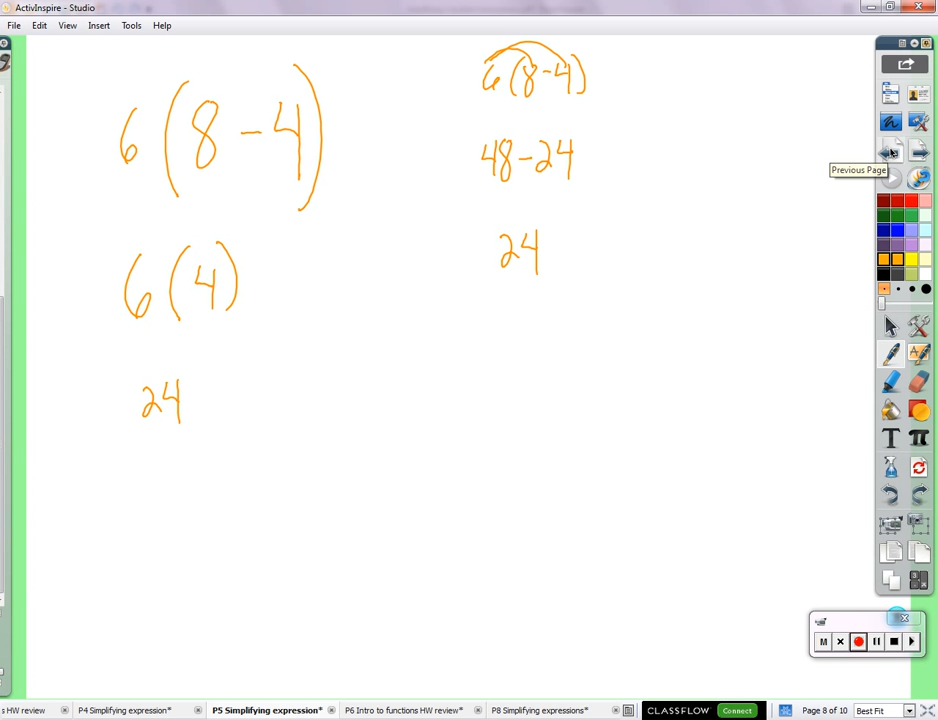 ActivInspire - Studio
File Edit View Insert Tools Help
6(8-4)
6(4)
24
6(8-4)
48-24
24
Previous Page
M
s HW review
P4 Simplifying expression*
P5 Simplifying expression*
P6 Intro to functions HW review*
P8 Simplifying expressions*
CLASSFLOW
Connect
Page 8 of 10
Best Fit